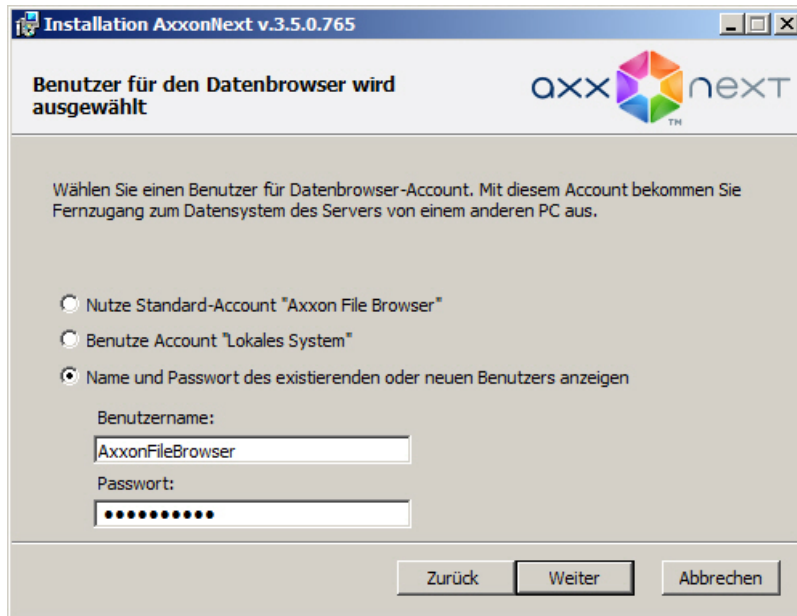 Installation AxxonNext v.3.5.0.765
Benutzer für den Datenbrowser wird
ausgewählt
axx next
TM
Wählen Sie einen Benutzer für Datenbrowser-Account. Mit diesem Account bekommen Sie
Fernzugang zum Datensystem des Servers von einem anderen PC aus.
Nutze Standard-Account "Axxon File Browser"
Benutze Account "Lokales System"
Name und Passwort des existierenden oder neuen Benutzers anzeigen
Benutzername:
AxxonFileBrowser
Passwort:
●●●●●●●●●●
Zurück Weiter Abbrechen